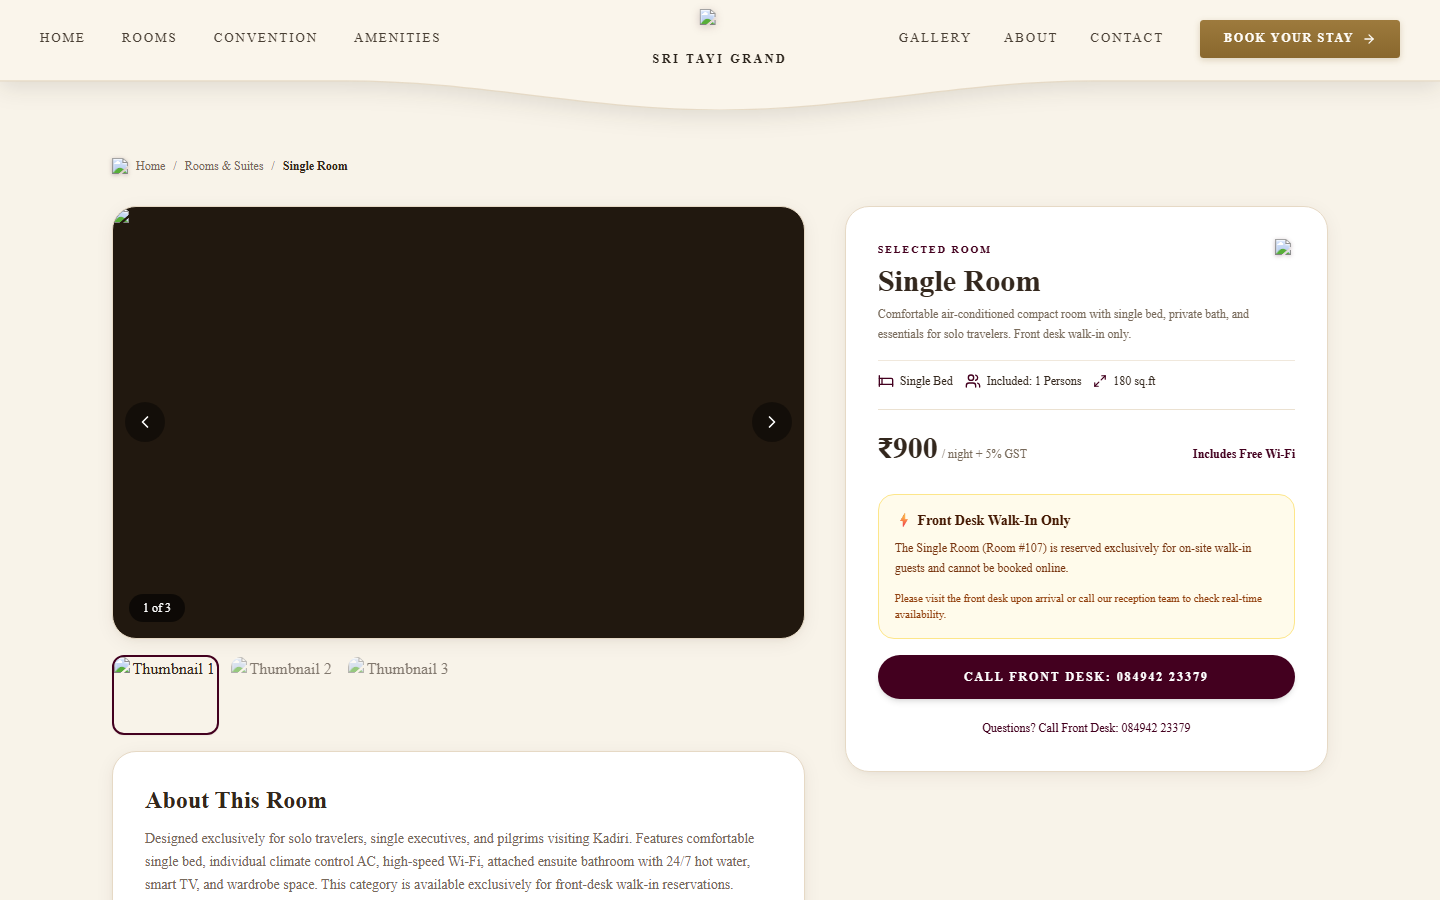 HOME
ROOMS
CONVENTION
AMENITIES
SRI TAYI GRAND
GALLERY
ABOUT
CONTACT
BOOK YOUR STAY
Home / Rooms & Suites / Single Room
1 of 3
Thumbnail 1
Thumbnail 2
Thumbnail 3
About This Room
Designed exclusively for solo travelers, single executives, and pilgrims visiting Kadiri. Features comfortable
single bed, individual climate control AC, high-speed Wi-Fi, attached ensuite bathroom with 24/7 hot water,
smart TV, and wardrobe space. This category is available exclusively for front-desk walk-in reservations.
SELECTED ROOM
Single Room
Comfortable air-conditioned compact room with single bed, private bath, and
essentials for solo travelers. Front desk walk-in only.
Single Bed
Included: 1 Persons
180 sq.ft
₹900 / night + 5% GST
Includes Free Wi-Fi
Front Desk Walk-In Only
The Single Room (Room #107) is reserved exclusively for on-site walk-in
guests and cannot be booked online.
Please visit the front desk upon arrival or call our reception team to check real-time
availability.
CALL FRONT DESK: 084942 23379
Questions? Call Front Desk: 084942 23379